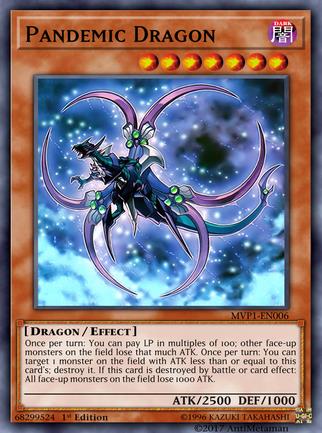 Pandemic Dragon
DARK
闇
MVP1-EN006
[Dragon / Effect]
Once per turn: You can pay LP in multiples of 100; other face-up
monsters on the field lose that much ATK. Once per turn: You can
target 1 monster on the field with ATK less than or equal to this
card's; destroy it. If this card is destroyed by battle or card effect:
All face-up monsters on the field lose 1000 ATK.
ATK/2500 DEF/1000
68299524 1st Edition ©1996 KAZUKI TAKAHASHI
©2017 AntiMetaman